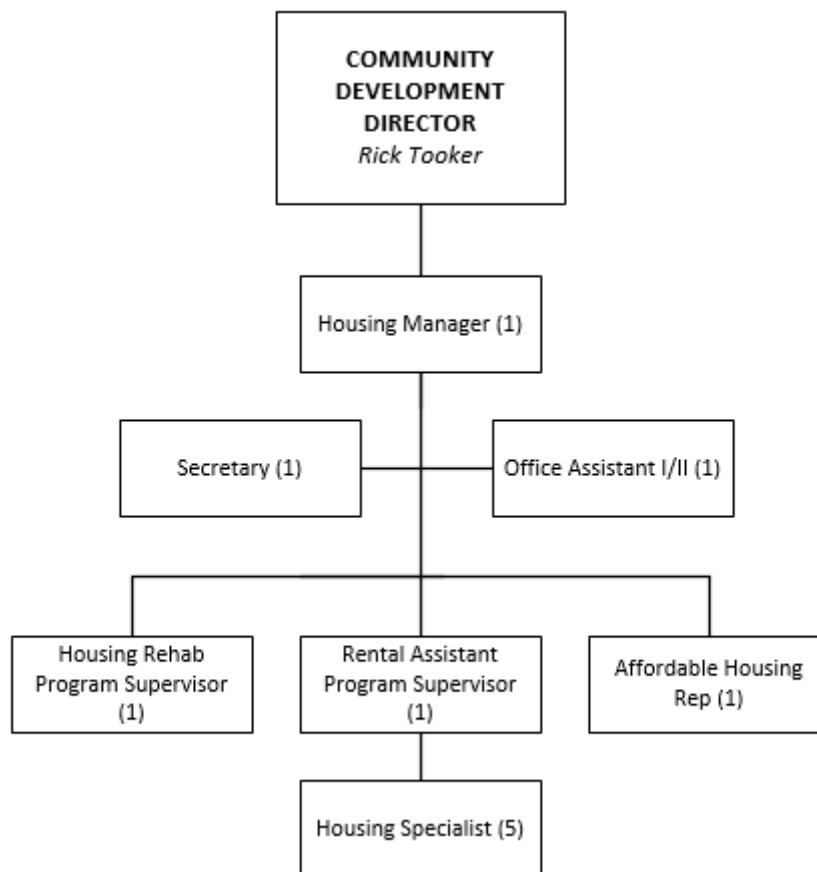 COMMUNITY
DEVELOPMENT
DIRECTOR
Rick Tooker
Housing Manager (1)
Secretary (1)
Office Assistant I/II (1)
Housing Rehab
Program Supervisor
(1)
Rental Assistant
Program Supervisor
(1)
Affordable Housing
Rep (1)
Housing Specialist (5)